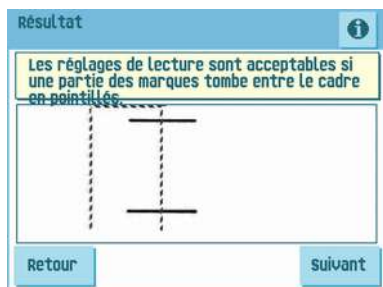 Résultat
Les réglages de lecture sont acceptables si
une partie des marques tombe entre le cadre
en pointillés.
Retour
Suivant